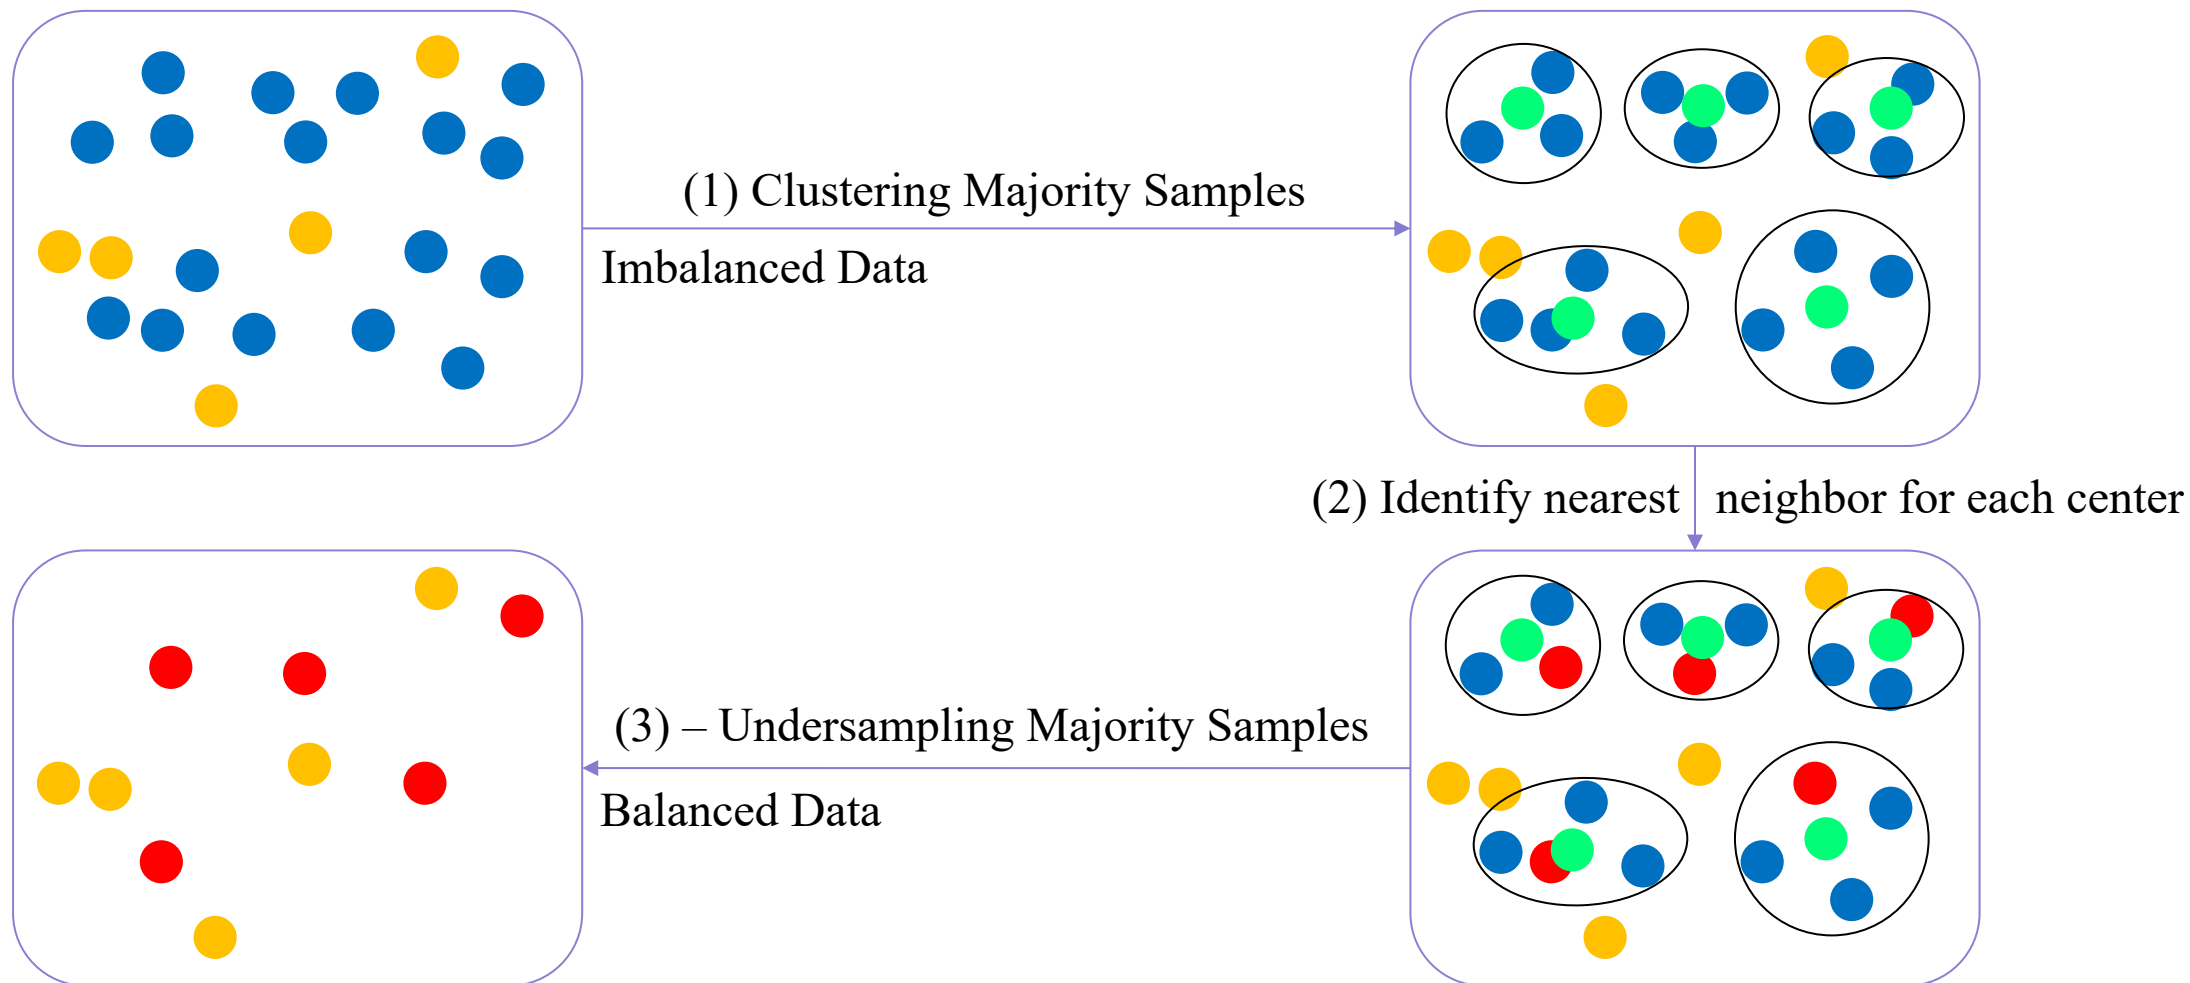 (1) Clustering Majority Samples
Imbalanced Data
(2) Identify nearest neighbor for each center
(3) – Undersampling Majority Samples
Balanced Data